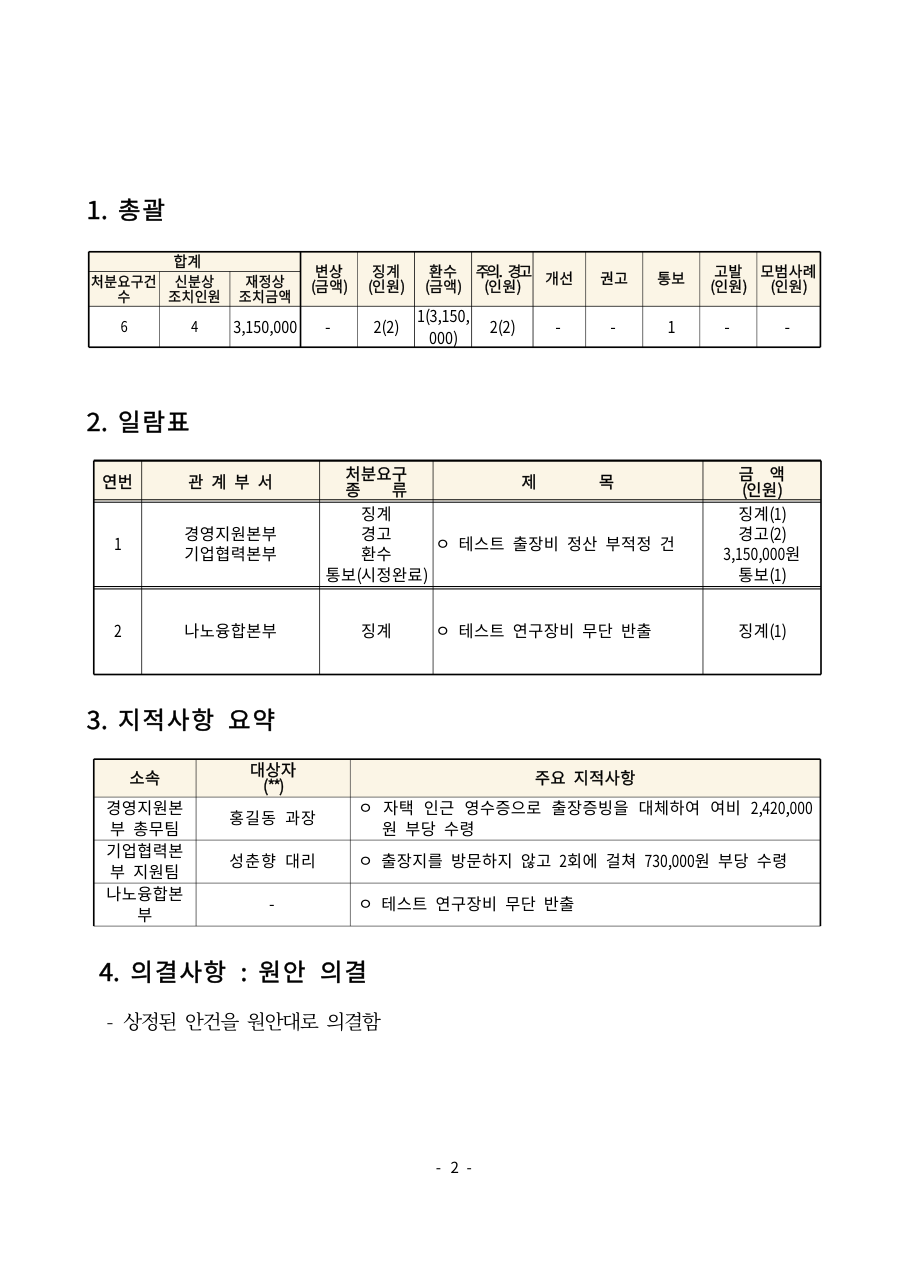 1. 총괄
합계
변상 (금액)
징계 (인원)
환수 (금액)
주의. 경고 (인원)
개선
권고
통보
고발 (인원)
모범사례 (인원)
처분요구건수
신분상 조치인원
재정상 조치금액
6 4 3,150,000 - 2(2) 1(3,150,000) 2(2) - - 1 - -
2. 일람표
연번
관 계 부 서
처분요구
종 류
제 목
금 액
(인원)
1
경영지원본부
기업협력본부
징계
경고
환수
통보(시정완료)
ㅇ 테스트 출장비 정산 부적정 건
징계(1)
경고(2)
3,150,000원
통보(1)
2 나노융합본부 징계 ㅇ 테스트 연구장비 무단 반출 징계(1)
3. 지적사항 요약
소속
대상자
(**)
주요 지적사항
경영지원본
부 총무팀
홍길동 과장
ㅇ 자택 인근 영수증으로 출장증빙을 대체하여 여비 2,420,000
원 부당 수령
기업협력본
부 지원팀
성춘향 대리
ㅇ 출장지를 방문하지 않고 2회에 걸쳐 730,000원 부당 수령
나노융합본
부
-
ㅇ 테스트 연구장비 무단 반출
4. 의결사항 : 원안 의결
- 상정된 안건을 원안대로 의결함
- 2 -